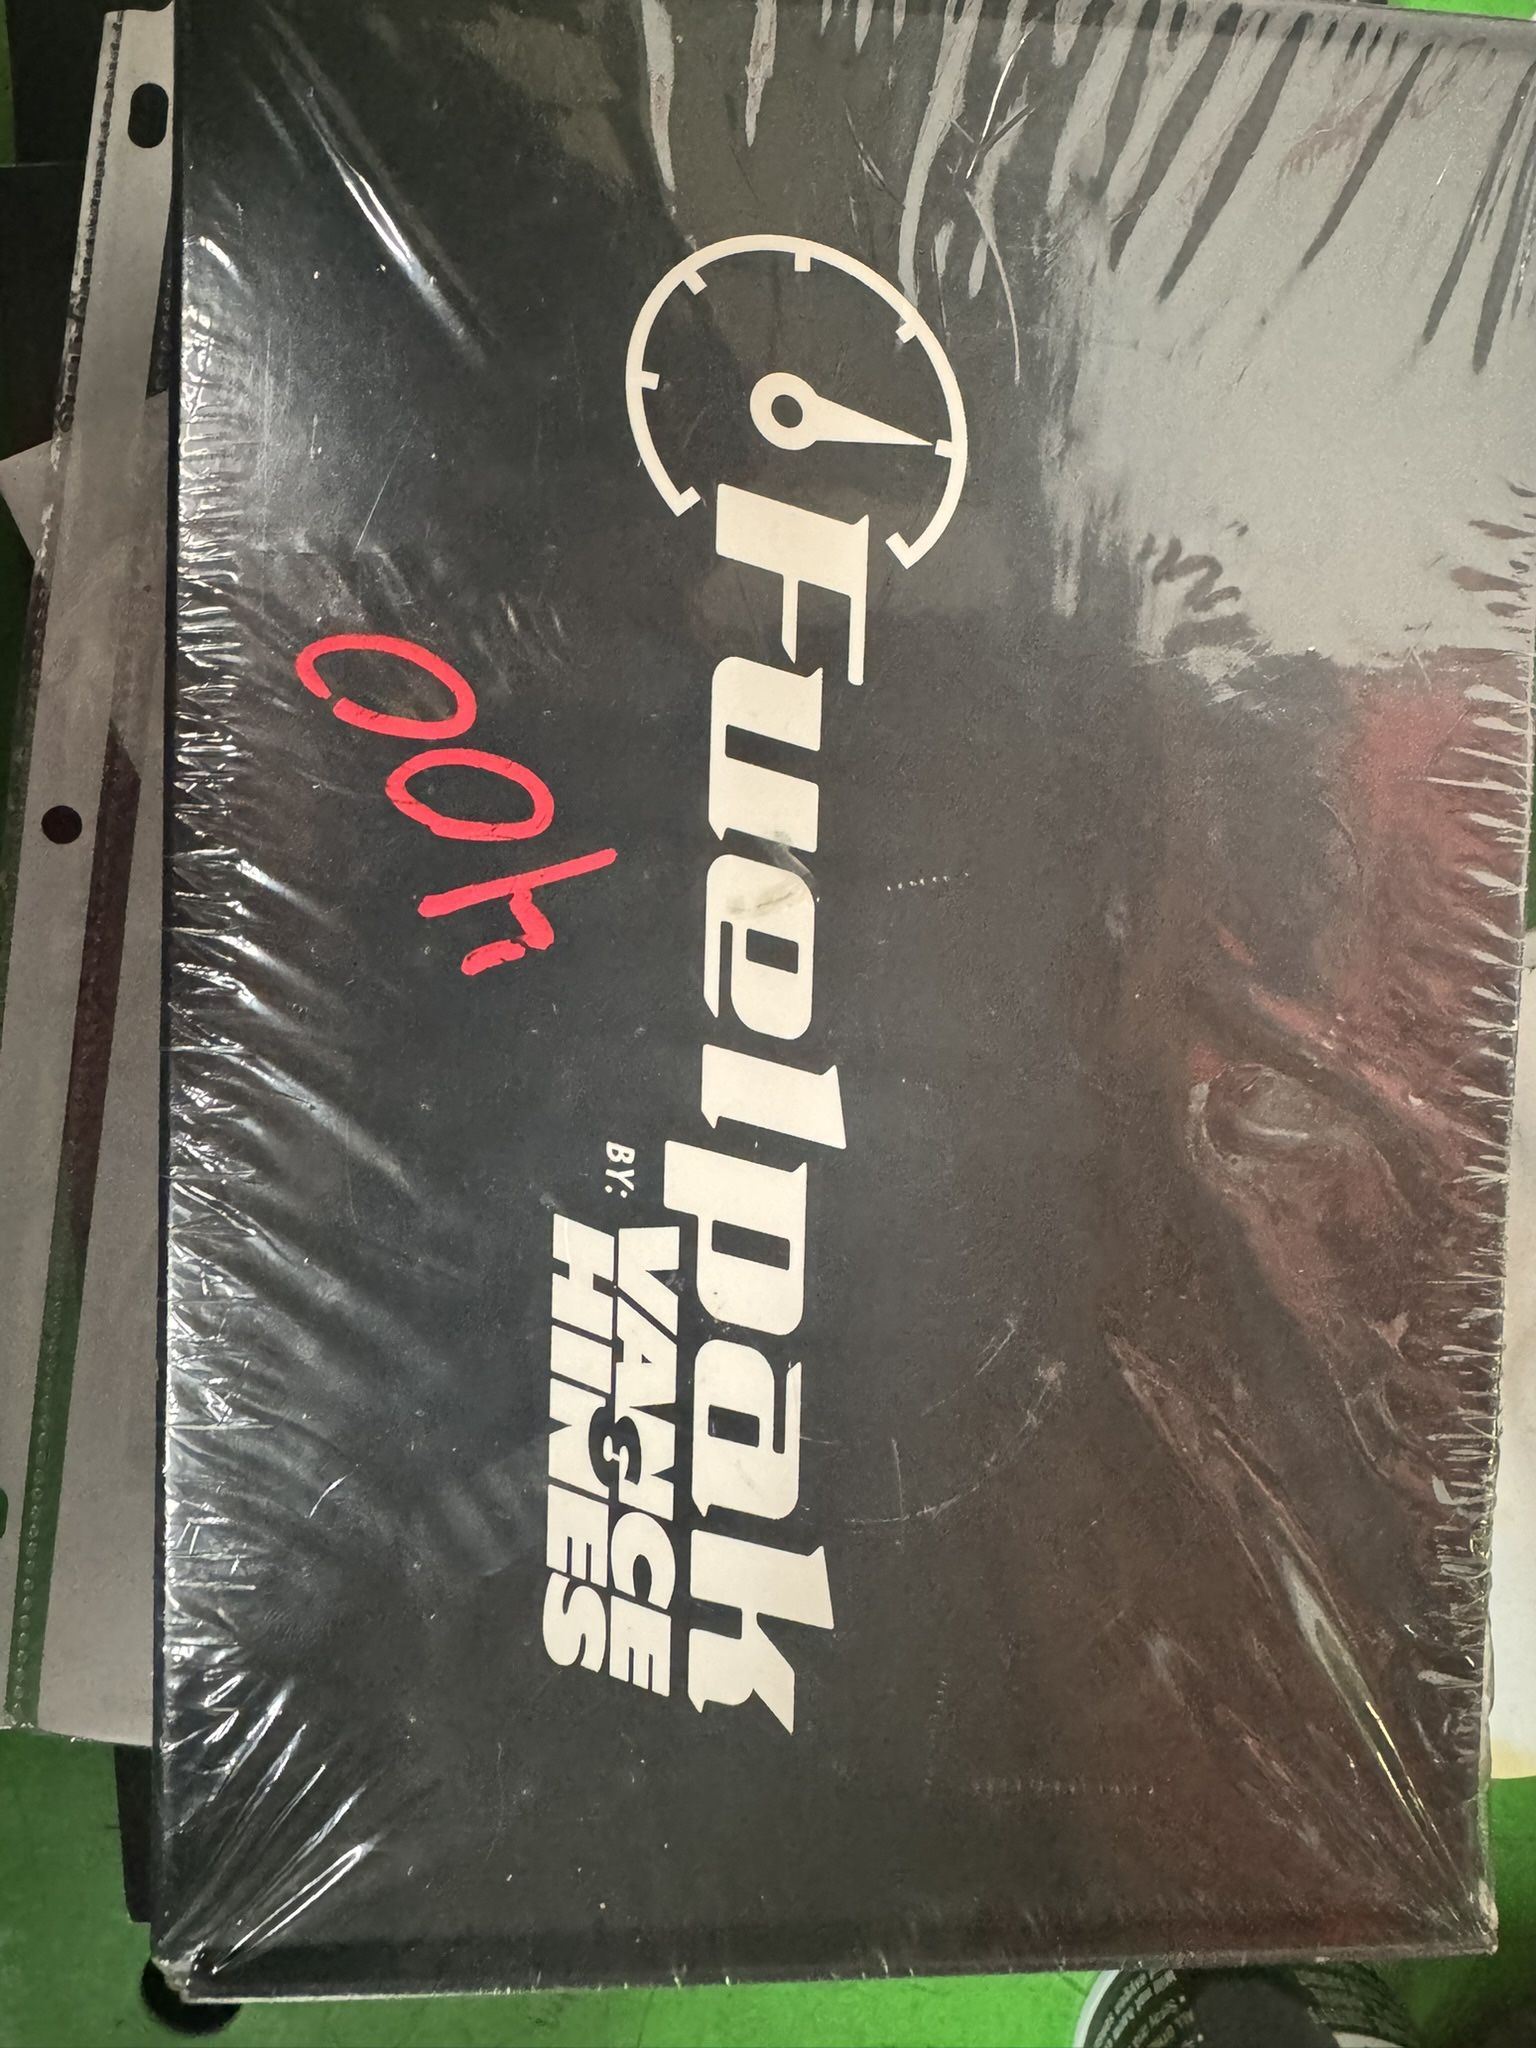 Fuelpak
BY: VANCE & HINES
400